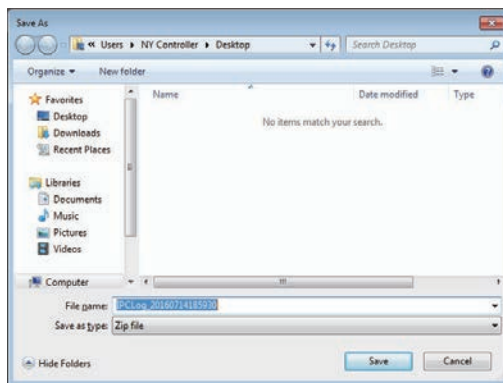 Save As
« Users ▸ NY Controller ▸ Desktop
Search Desktop
Organize
New folder
Favorites
Desktop
Downloads
Recent Places
Libraries
Documents
Music
Pictures
Videos
Computer
Name
Date modified
Type
No items match your search.
File name: IPCLog_20160714185930
Save as type: Zip file
Hide Folders
Save
Cancel